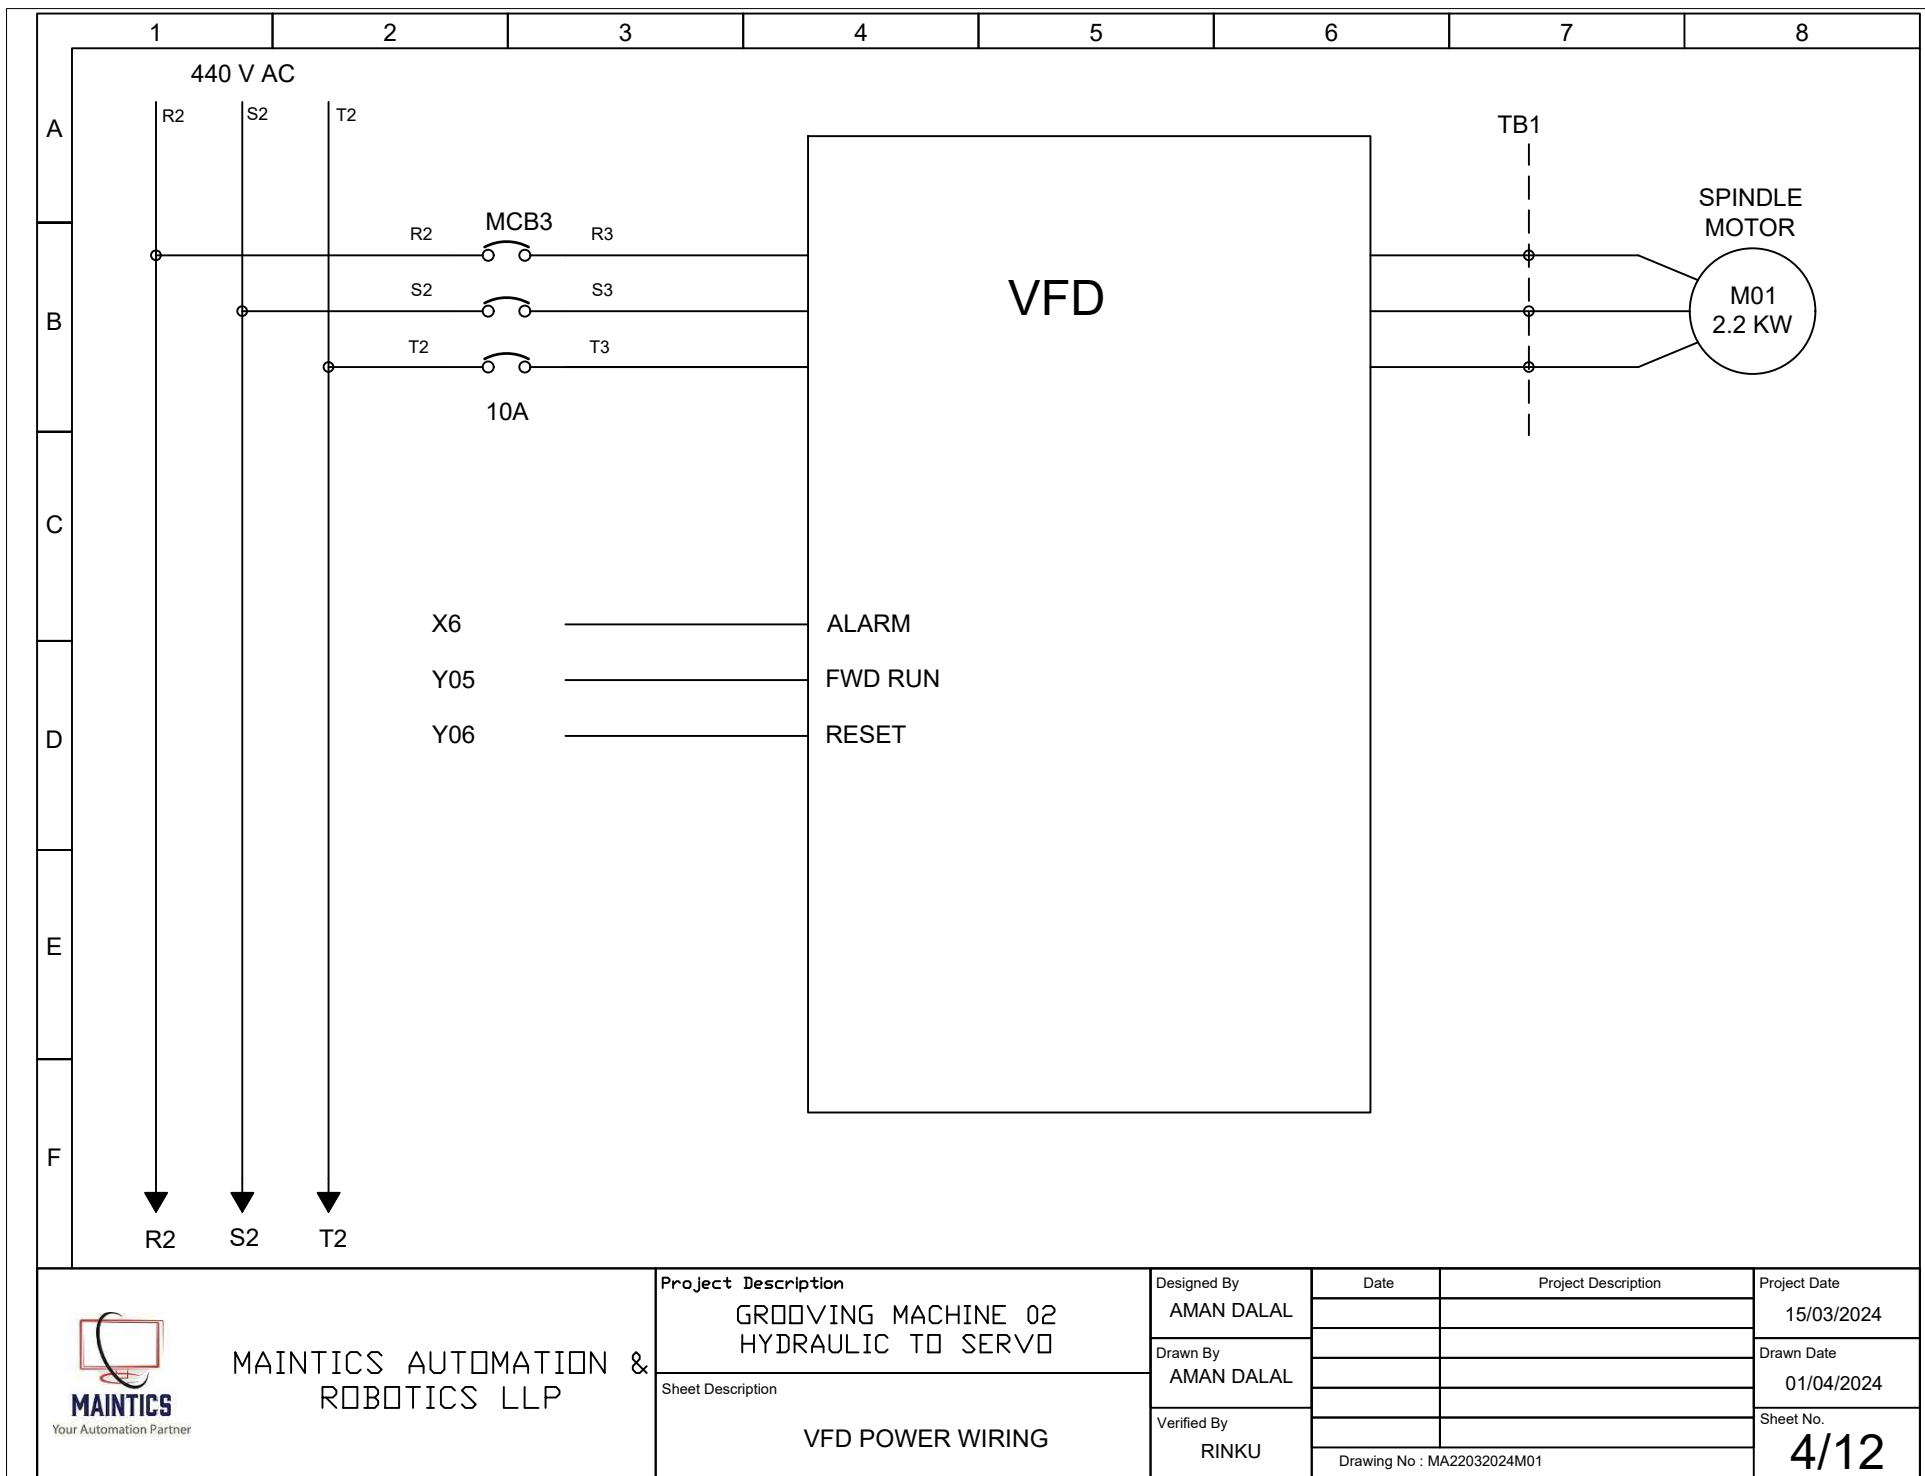 1 2 3 4 5 6 7 8
440 V AC
R2 S2 T2
A
TB1
SPINDLE
MOTOR
MCB3
R2 R3
S2 S3
VFD
M01
2.2 KW
B
T2 T3
10A
C
X6 ALARM
Y05 FWD RUN
Y06 RESET
D
E
F
R2 S2 T2
MAINTICS
Your Automation Partner
MAINTICS AUTOMATION &
ROBOTICS LLP
Project Description
GROOVING MACHINE 02
HYDRAULIC TO SERVO
Sheet Description
VFD POWER WIRING
Designed By
AMAN DALAL
Drawn By
AMAN DALAL
Verified By
RINKU
Date Project Description
Drawing No : MA22032024M01
Project Date
15/03/2024
Drawn Date
01/04/2024
Sheet No.
4/12